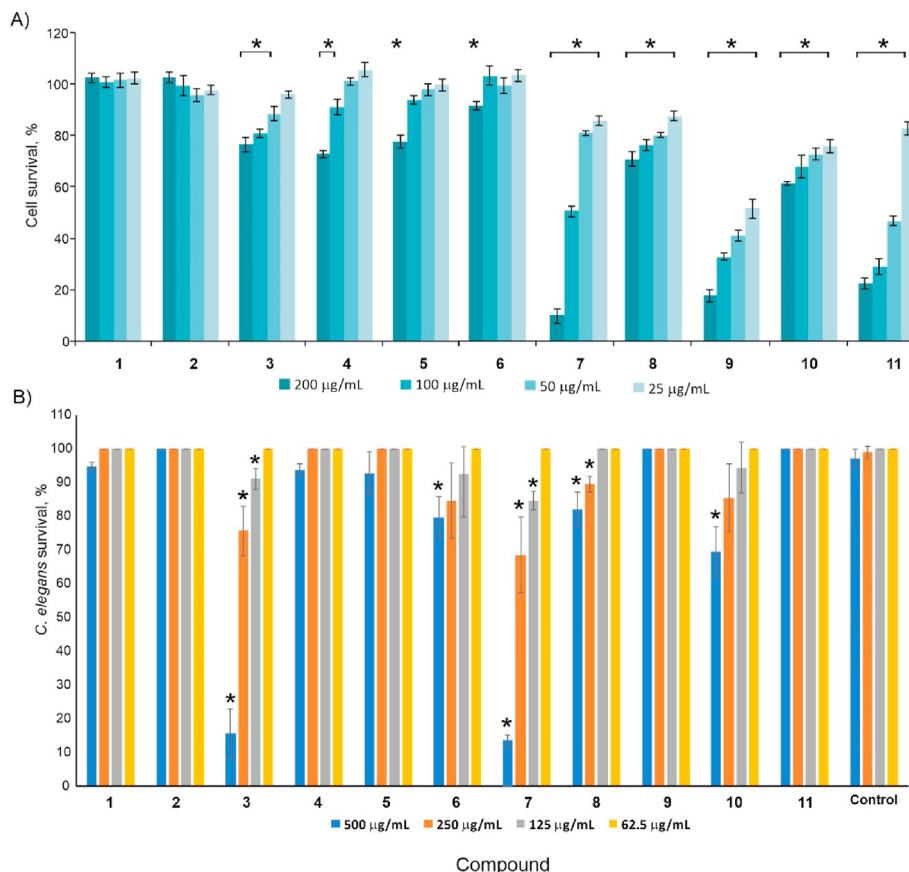 A)
* * * * * * * * *
120
100
80
60
40
20
0
Cell survival, %
1 2 3 4 5 6 7 8 9 10 11
200 µg/mL 100 µg/mL 50 µg/mL 25 µg/mL
B)
110
100
90
80
70
60
50
40
30
20
10
0
C. elegans survival, %
* * * * * * * * * *
1 2 3 4 5 6 7 8 9 10 11 Control
500 µg/mL 250 µg/mL 125 µg/mL 62.5 µg/mL
Compound